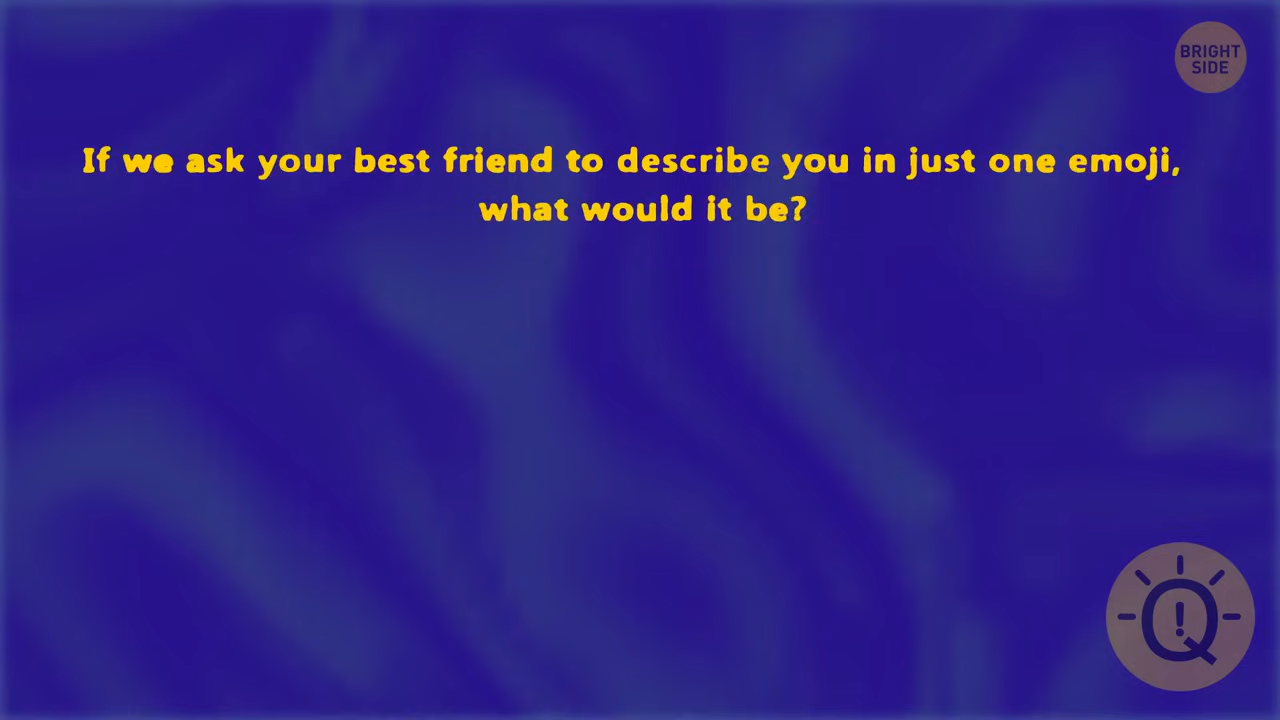 BRIGHT
SIDE
If we ask your best friend to describe you in just one emoji,
what would it be?
Q!